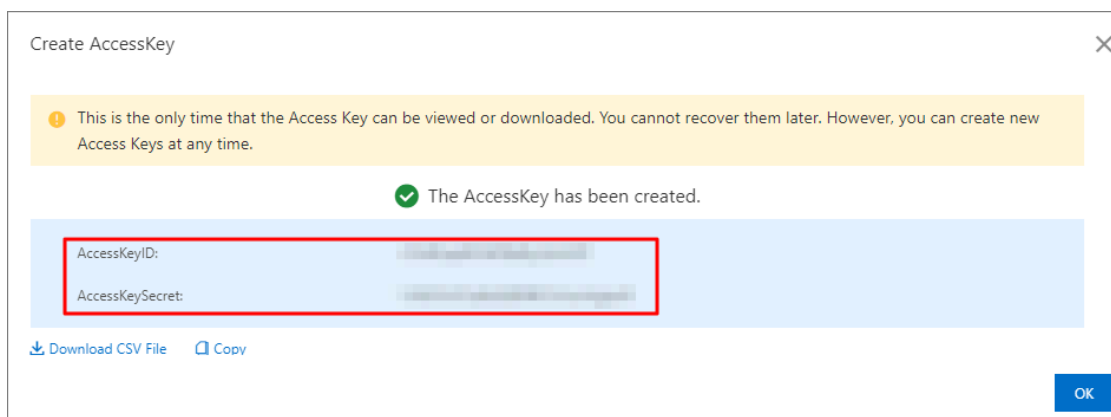 Create AccessKey
This is the only time that the Access Key can be viewed or downloaded. You cannot recover them later. However, you can create new
Access Keys at any time.
The AccessKey has been created.
AccessKeyID:
AccessKeySecret:
Download CSV File Copy
OK